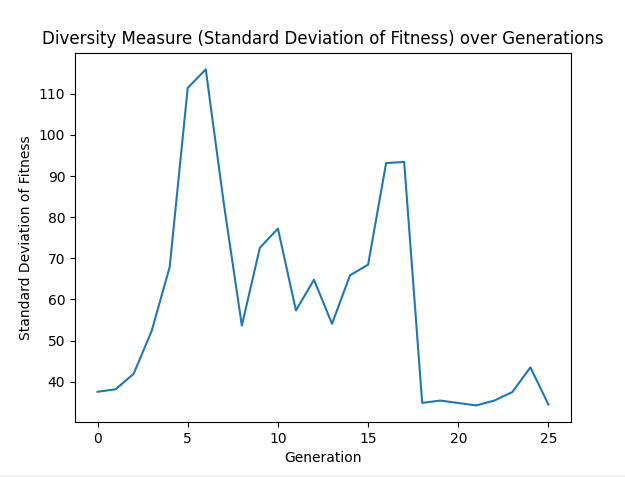 Diversity Measure (Standard Deviation of Fitness) over Generations
Standard Deviation of Fitness
110
100
90
80
70
60
50
40
0 5 10 15 20 25
Generation